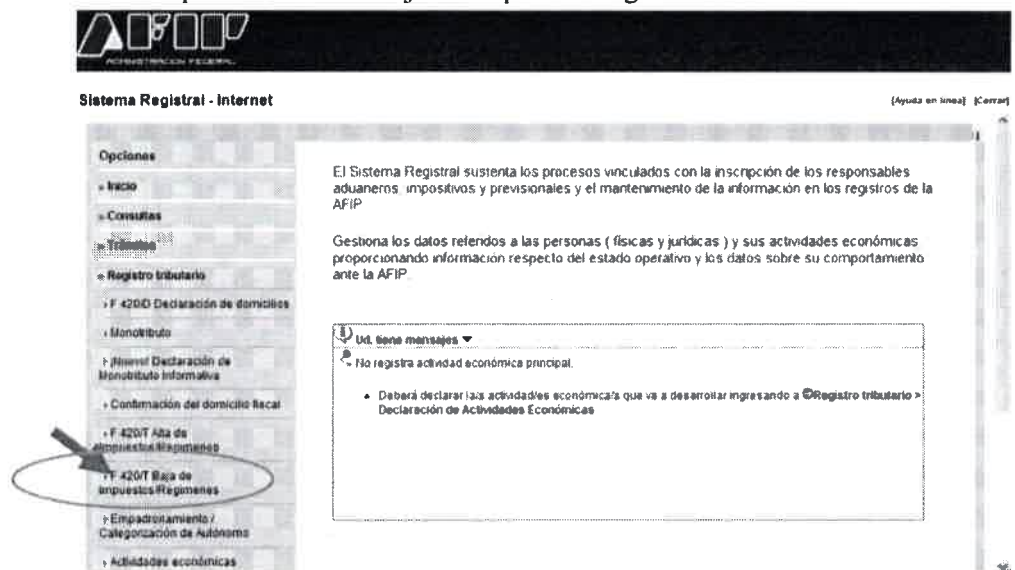 AFIP
ADMINISTRACION FEDERAL
Sistema Registral - Internet
[Ayuda en línea] [Cerrar]
Opciones
» Inicio
» Consultas
» Trámites
» Registro tributario
› F 420/D Declaración de domicilios
› Monotributo
› ¡Nuevo! Declaración de
Monotributo Informativa
› Confirmación del domicilio fiscal
› F 420/T Alta de
Impuestos/Regímenes
› F 420/T Baja de
impuestos/Regímenes
› Empadronamiento /
Categorización de Autónomo
› Actividades económicas
El Sistema Registral sustenta los procesos vinculados con la inscripción de los responsables
aduaneros, impositivos y previsionales y el mantenimiento de la información en los registros de la
AFIP
Gestiona los datos referidos a las personas ( físicas y jurídicas ) y sus actividades económicas
proporcionando información respecto del estado operativo y los datos sobre su comportamiento
ante la AFIP.
Ud. tiene mensajes ▼
No registra actividad económica principal.
• Deberá declarar la/s actividad/es económica/s que va a desarrollar ingresando a Registro tributario >
Declaración de Actividades Económicas